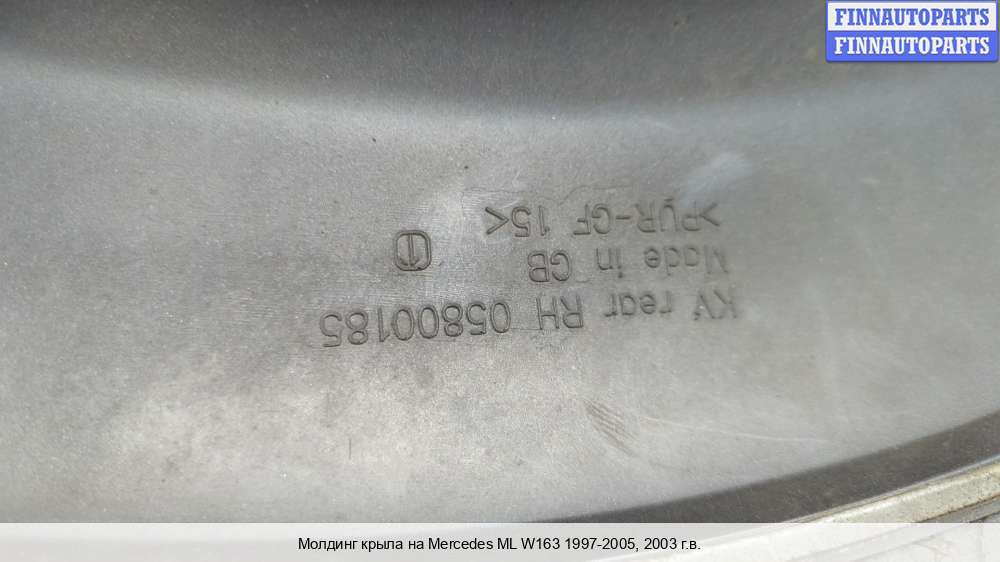 FINNAUTOPARTS
FINNAUTOPARTS
KV rear RH 05800185
Made in GB
>PUR-GF 15<
Молдинг крыла на Mercedes ML W163 1997-2005, 2003 г.в.